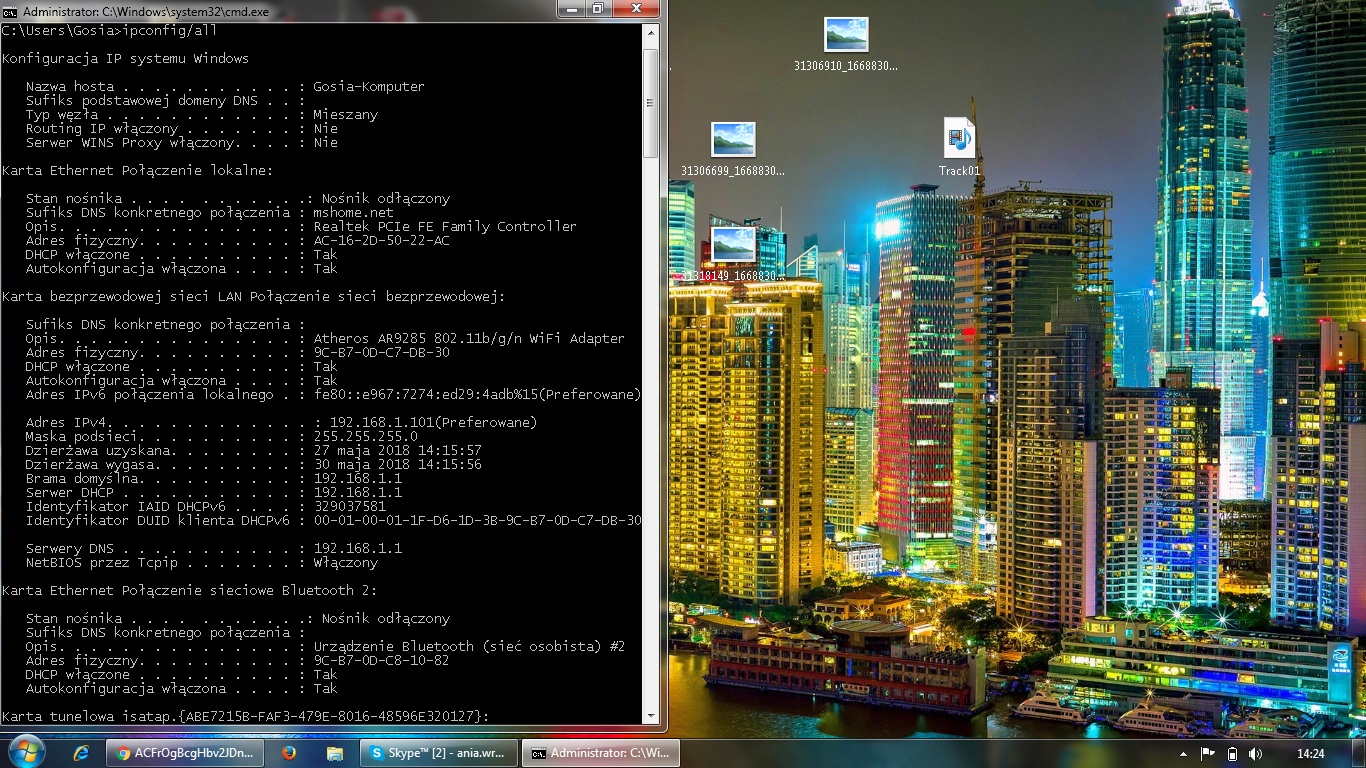 Administrator: C:\Windows\system32\cmd.exe
C:\Users\Gosia>ipconfig/all
Konfiguracja IP systemu Windows
Nazwa hosta . . . . . . . . . . . : Gosia-Komputer
Sufiks podstawowej domeny DNS . . :
Typ węzła . . . . . . . . . . . . : Mieszany
Routing IP włączony . . . . . . . : Nie
Serwer WINS Proxy włączony. . . . : Nie
Karta Ethernet Połączenie lokalne:
Stan nośnika . . . . . . . . . . .: Nośnik odłączony
Sufiks DNS konkretnego połączenia : mshome.net
Opis. . . . . . . . . . . . . . . : Realtek PCIe FE Family Controller
Adres fizyczny. . . . . . . . . . : AC-16-2D-50-22-AC
DHCP włączone . . . . . . . . . . : Tak
Autokonfiguracja włączona . . . . : Tak
Karta bezprzewodowej sieci LAN Połączenie sieci bezprzewodowej:
Sufiks DNS konkretnego połączenia :
Opis. . . . . . . . . . . . . . . : Atheros AR9285 802.11b/g/n WiFi Adapter
Adres fizyczny. . . . . . . . . . : 9C-B7-0D-C7-DB-30
DHCP włączone . . . . . . . . . . : Tak
Autokonfiguracja włączona . . . . : Tak
Adres IPv6 połączenia lokalnego . : fe80::e967:7274:ed29:4adb%15(Preferowane)
Adres IPv4. . . . . . . . . . . . . : 192.168.1.101(Preferowane)
Maska podsieci. . . . . . . . . . : 255.255.255.0
Dzierżawa uzyskana. . . . . . . . : 27 maja 2018 14:15:57
Dzierżawa wygasa. . . . . . . . . : 30 maja 2018 14:15:56
Brama domyślna. . . . . . . . . . : 192.168.1.1
Serwer DHCP . . . . . . . . . . . : 192.168.1.1
Identyfikator IAID DHCPv6 . . . . : 329037581
Identyfikator DUID klienta DHCPv6 : 00-01-00-01-1F-D6-1D-3B-9C-B7-0D-C7-DB-30
Serwery DNS . . . . . . . . . . . : 192.168.1.1
NetBIOS przez Tcpip . . . . . . . : Włączony
Karta Ethernet Połączenie sieciowe Bluetooth 2:
Stan nośnika . . . . . . . . . . .: Nośnik odłączony
Sufiks DNS konkretnego połączenia :
Opis. . . . . . . . . . . . . . . : Urządzenie Bluetooth (sieć osobista) #2
Adres fizyczny. . . . . . . . . . : 9C-B7-0D-C8-10-82
DHCP włączone . . . . . . . . . . : Tak
Autokonfiguracja włączona . . . . : Tak
Karta tunelowa isatap.{ABE7215B-FAF3-479E-8016-48596E320127}:
31306910_1668830...
31306699_1668830...
Track01
31318149_1668830...
ACFrOgBcgHbv2JDn...
Skype™ [2] - ania.wr...
Administrator: C:\Wi...
14:24